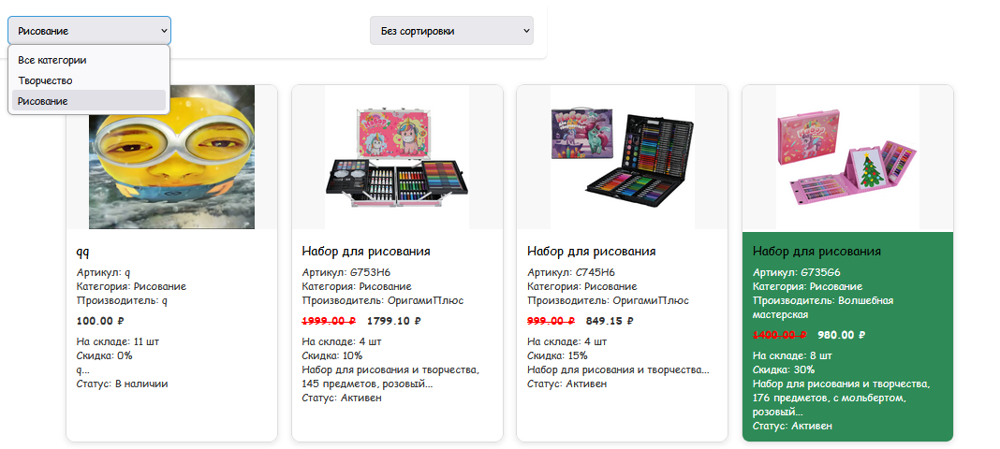 Рисование
Без сортировки
Все категории
Творчество
Рисование
qq
Артикул: q
Категория: Рисование
Производитель: q
100.00 ₽
На складе: 11 шт
Скидка: 0%
q...
Статус: В наличии
Набор для рисования
Артикул: G753H6
Категория: Рисование
Производитель: ОригамиПлюс
1999.00 ₽ 1799.10 ₽
На складе: 4 шт
Скидка: 10%
Набор для рисования и творчества,
145 предметов, розовый...
Статус: Активен
Набор для рисования
Артикул: C745H6
Категория: Рисование
Производитель: ОригамиПлюс
999.00 ₽ 849.15 ₽
На складе: 4 шт
Скидка: 15%
Набор для рисования и творчества...
Статус: Активен
Набор для рисования
Артикул: G735G6
Категория: Рисование
Производитель: Волшебная
мастерская
1400.00 ₽ 980.00 ₽
На складе: 8 шт
Скидка: 30%
Набор для рисования и творчества,
176 предметов, с мольбертом,
розовый...
Статус: Активен